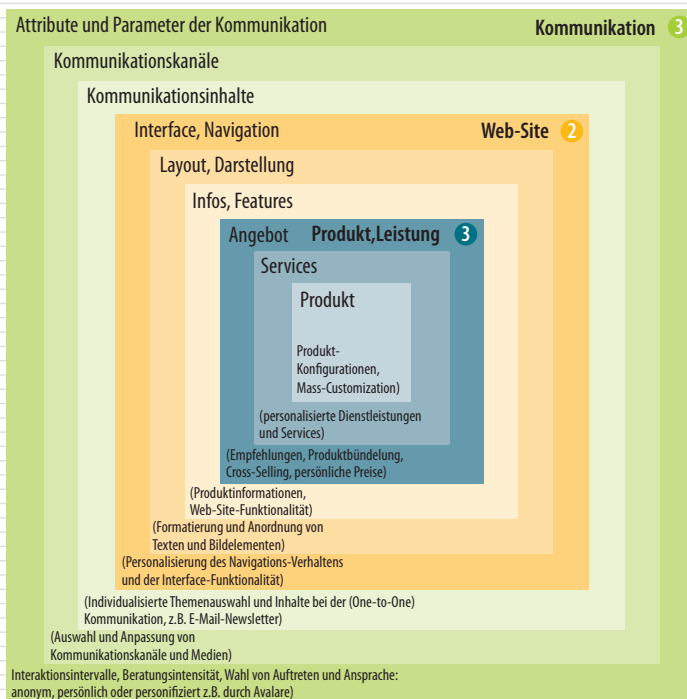 Attribute und Parameter der Kommunikation Kommunikation 3
Kommunikationskanäle
Kommunikationsinhalte
Interface, Navigation Web-Site 2
Layout, Darstellung
Infos, Features
Angebot Produkt,Leistung 3
Services
Produkt
Produkt-
Konfigurationen,
Mass-Customization)
(personalisierte Dienstleistungen
und Services)
(Empfehlungen, Produktbündelung,
Cross-Selling, persönliche Preise)
(Produktinformationen,
Web-Site-Funktionalität)
(Formatierung und Anordnung von
Texten und Bildelementen)
(Personalisierung des Navigations-Verhaltens
und der Interface-Funktionalität)
(Individualisierte Themenauswahl und Inhalte bei der (One-to-One)
Kommunikation, z.B. E-Mail-Newsletter)
(Auswahl und Anpassung von
Kommunikationskanäle und Medien)
Interaktionsintervalle, Beratungsintensität, Wahl von Auftreten und Ansprache:
anonym, persönlich oder personifiziert z.B. durch Avalare)